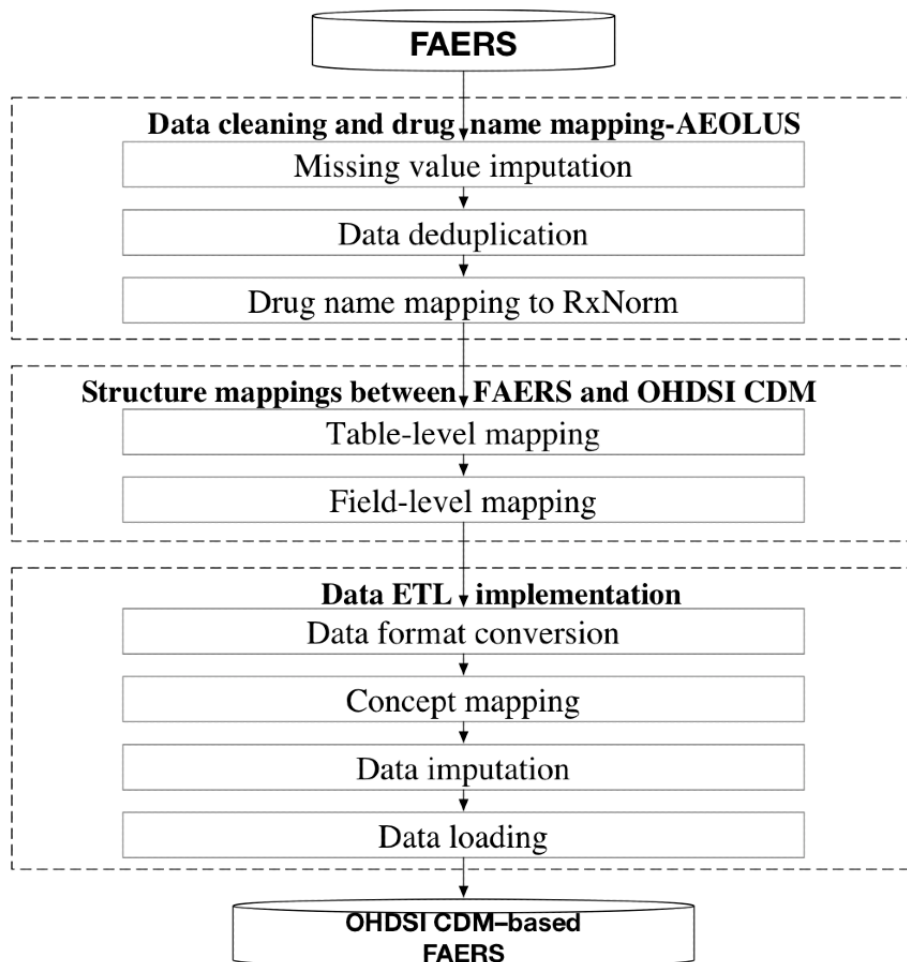 FAERS
Data cleaning and drug name mapping-AEOLUS
Missing value imputation
Data deduplication
Drug name mapping to RxNorm
Structure mappings between FAERS and OHDSI CDM
Table-level mapping
Field-level mapping
Data ETL implementation
Data format conversion
Concept mapping
Data imputation
Data loading
OHDSI CDM–based
FAERS